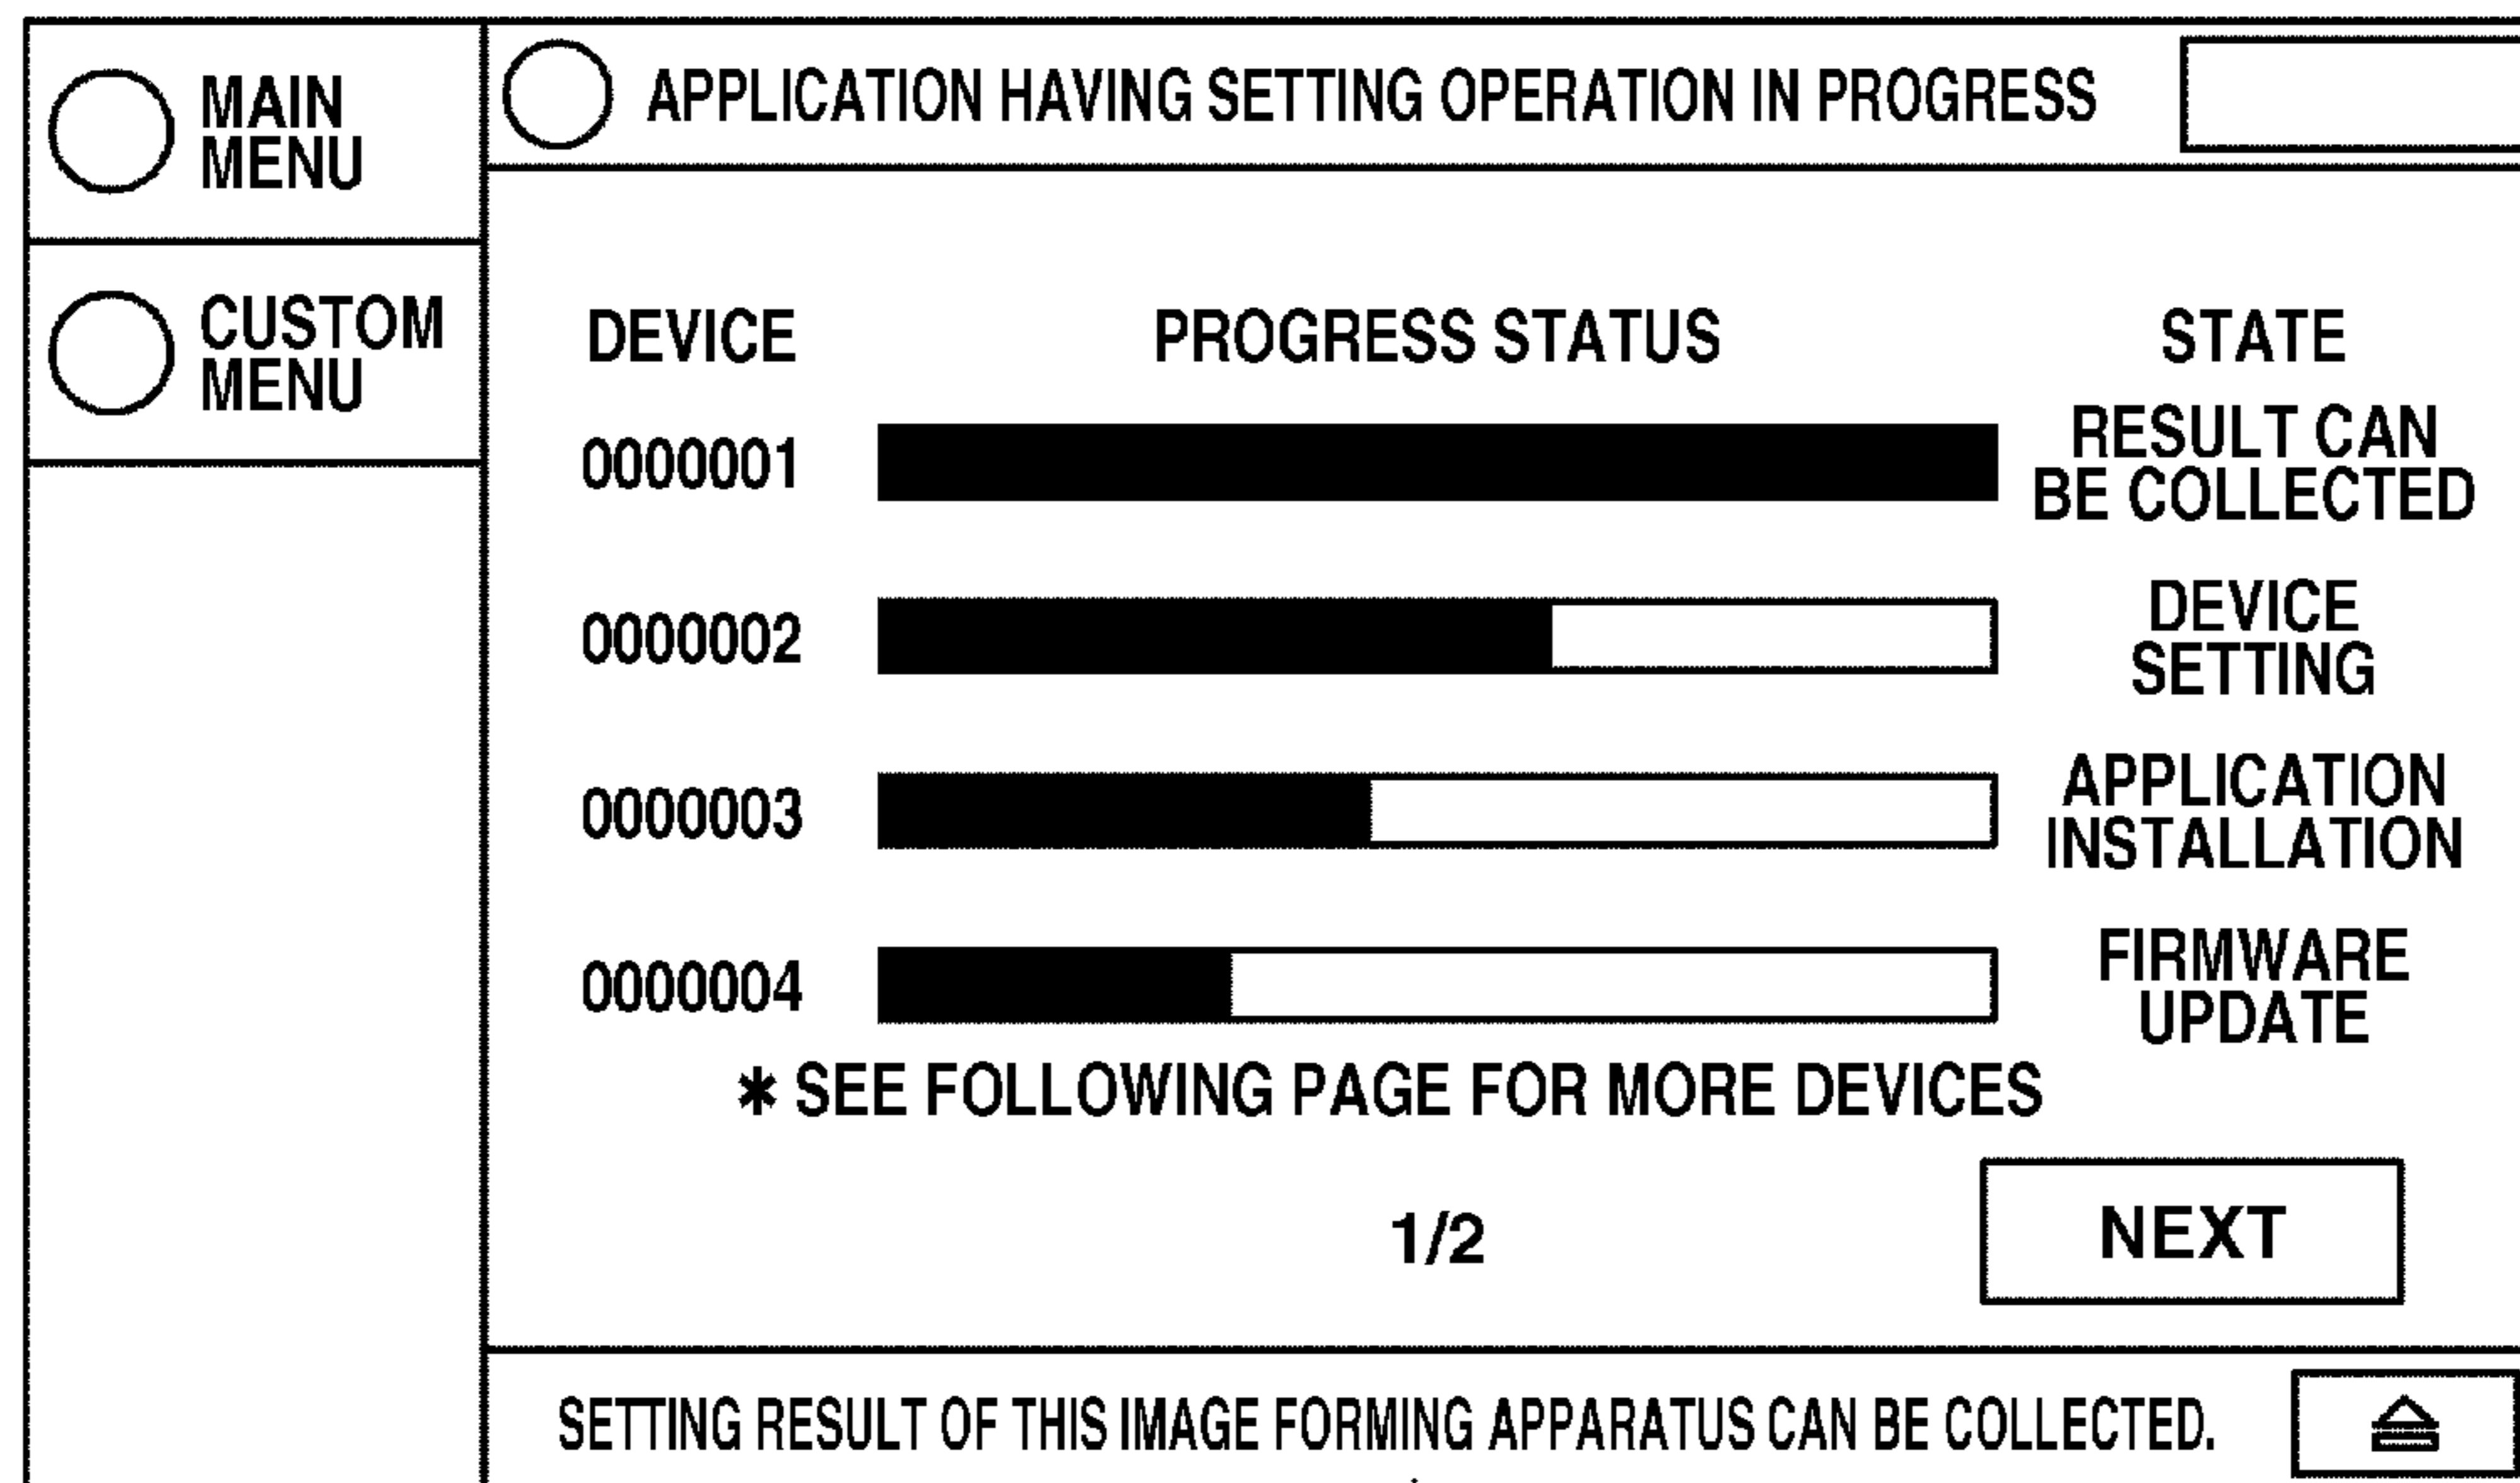 MAIN
MENU
APPLICATION HAVING SETTING OPERATION IN PROGRESS
CUSTOM
MENU
DEVICE PROGRESS STATUS STATE
0000001 RESULT CAN
BE COLLECTED
0000002 DEVICE
SETTING
0000003 APPLICATION
INSTALLATION
0000004 FIRMWARE
UPDATE
* SEE FOLLOWING PAGE FOR MORE DEVICES
1/2 NEXT
SETTING RESULT OF THIS IMAGE FORMING APPARATUS CAN BE COLLECTED.